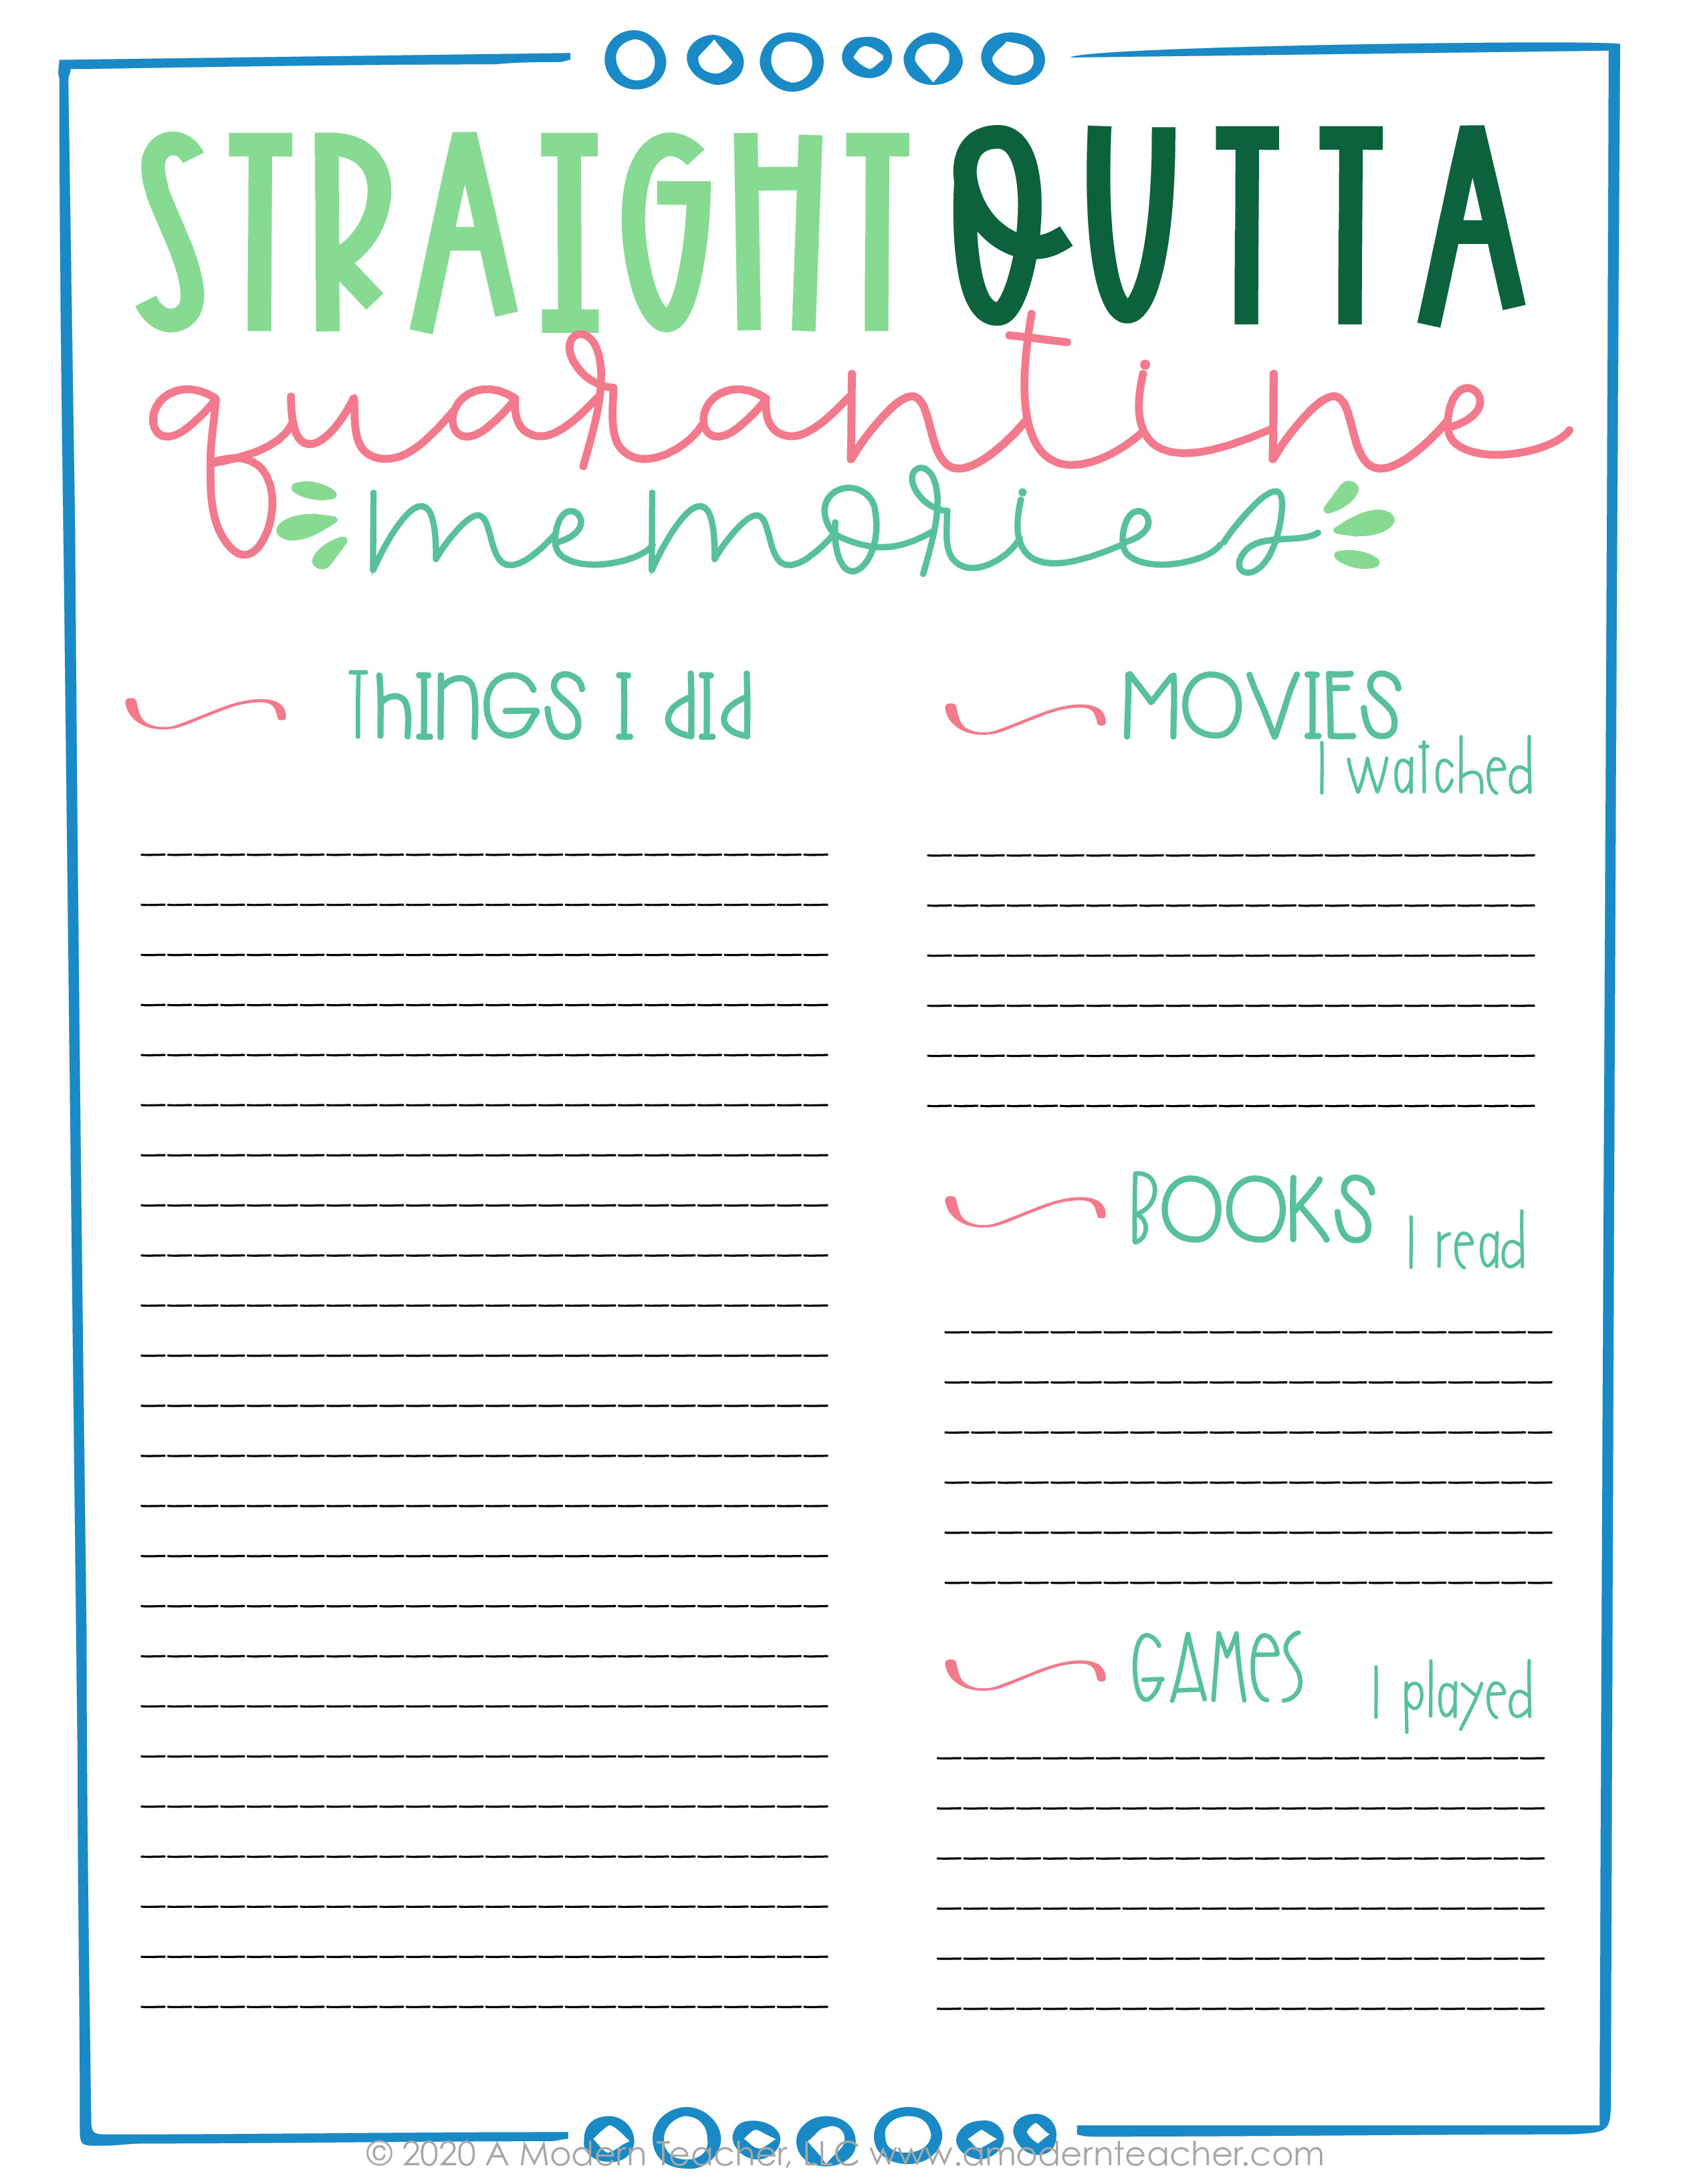 STRAIGHT OUTTA
quarantine
memories
THINGS I dId
MOVIES
I watched
BOOKS I read
GAMes I played
© 2020 A Modern Teacher, LLC www.amodernteacher.com